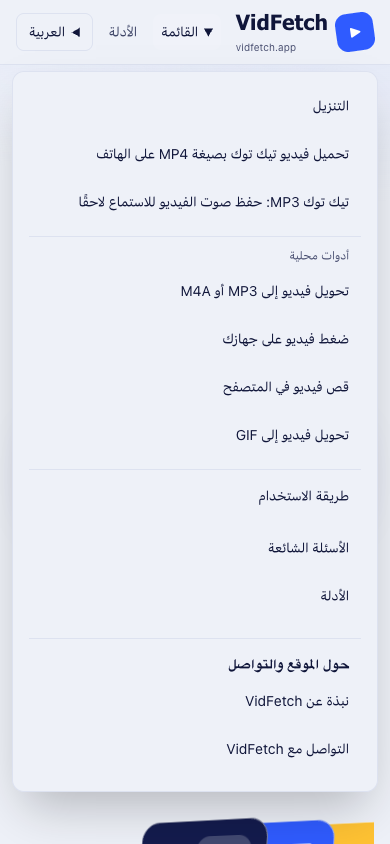 VidFetch
vidfetch.app
▼ القائمة
الأدلة
◀ العربية
التنزيل
تحميل فيديو تيك توك بصيغة MP4 على الهاتف
تيك توك MP3: حفظ صوت الفيديو للاستماع لاحقًا
أدوات محلية
تحويل فيديو إلى MP3 أو M4A
ضغط فيديو على جهازك
قص فيديو في المتصفح
تحويل فيديو إلى GIF
طريقة الاستخدام
الأسئلة الشائعة
الأدلة
حول الموقع والتواصل
نبذة عن VidFetch
التواصل مع VidFetch